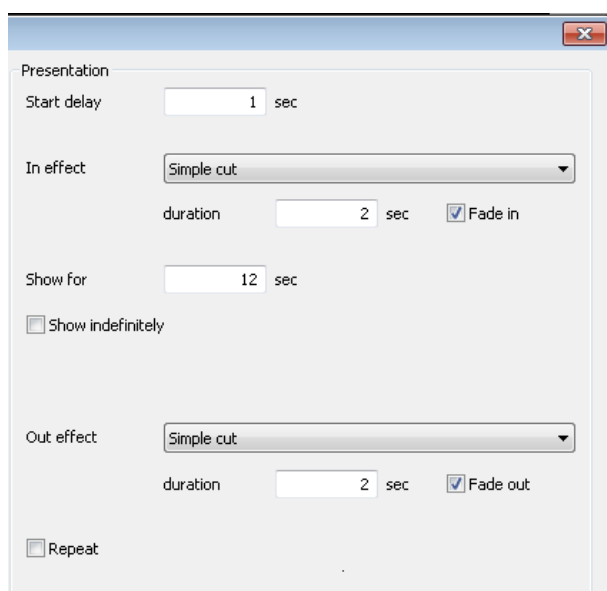 Presentation
Start delay 1 sec
In effect Simple cut
duration 2 sec Fade in
Show for 12 sec
Show indefinitely
Out effect Simple cut
duration 2 sec Fade out
Repeat